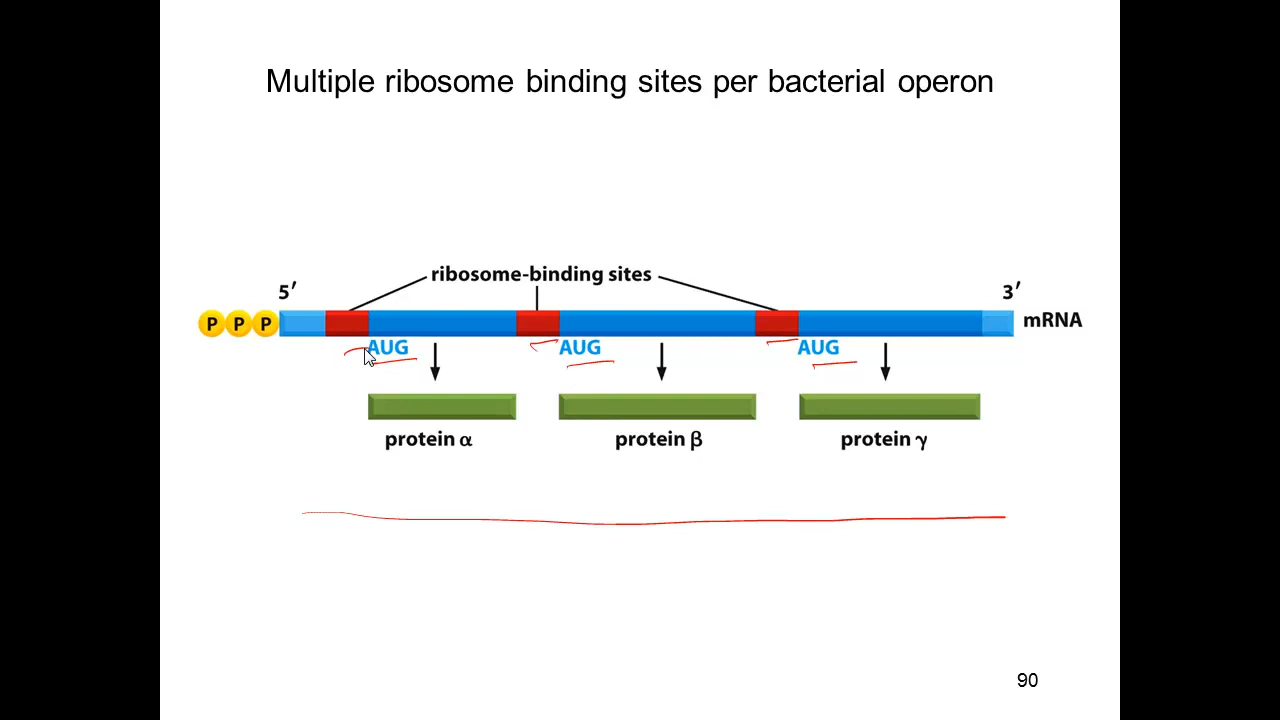 Multiple ribosome binding sites per bacterial operon
ribosome-binding sites
5′ 3′
P P P mRNA
AUG AUG AUG
protein α protein β protein γ
90